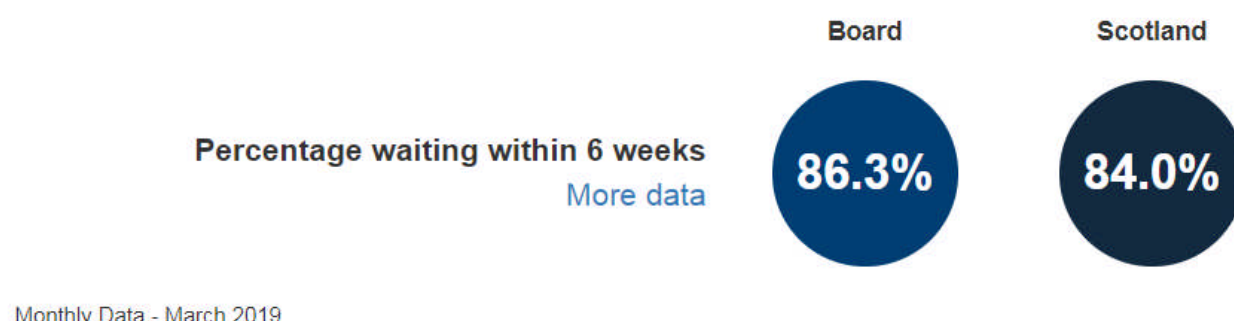 Board Scotland
Percentage waiting within 6 weeks
More data
86.3% 84.0%
Monthly Data - March 2019